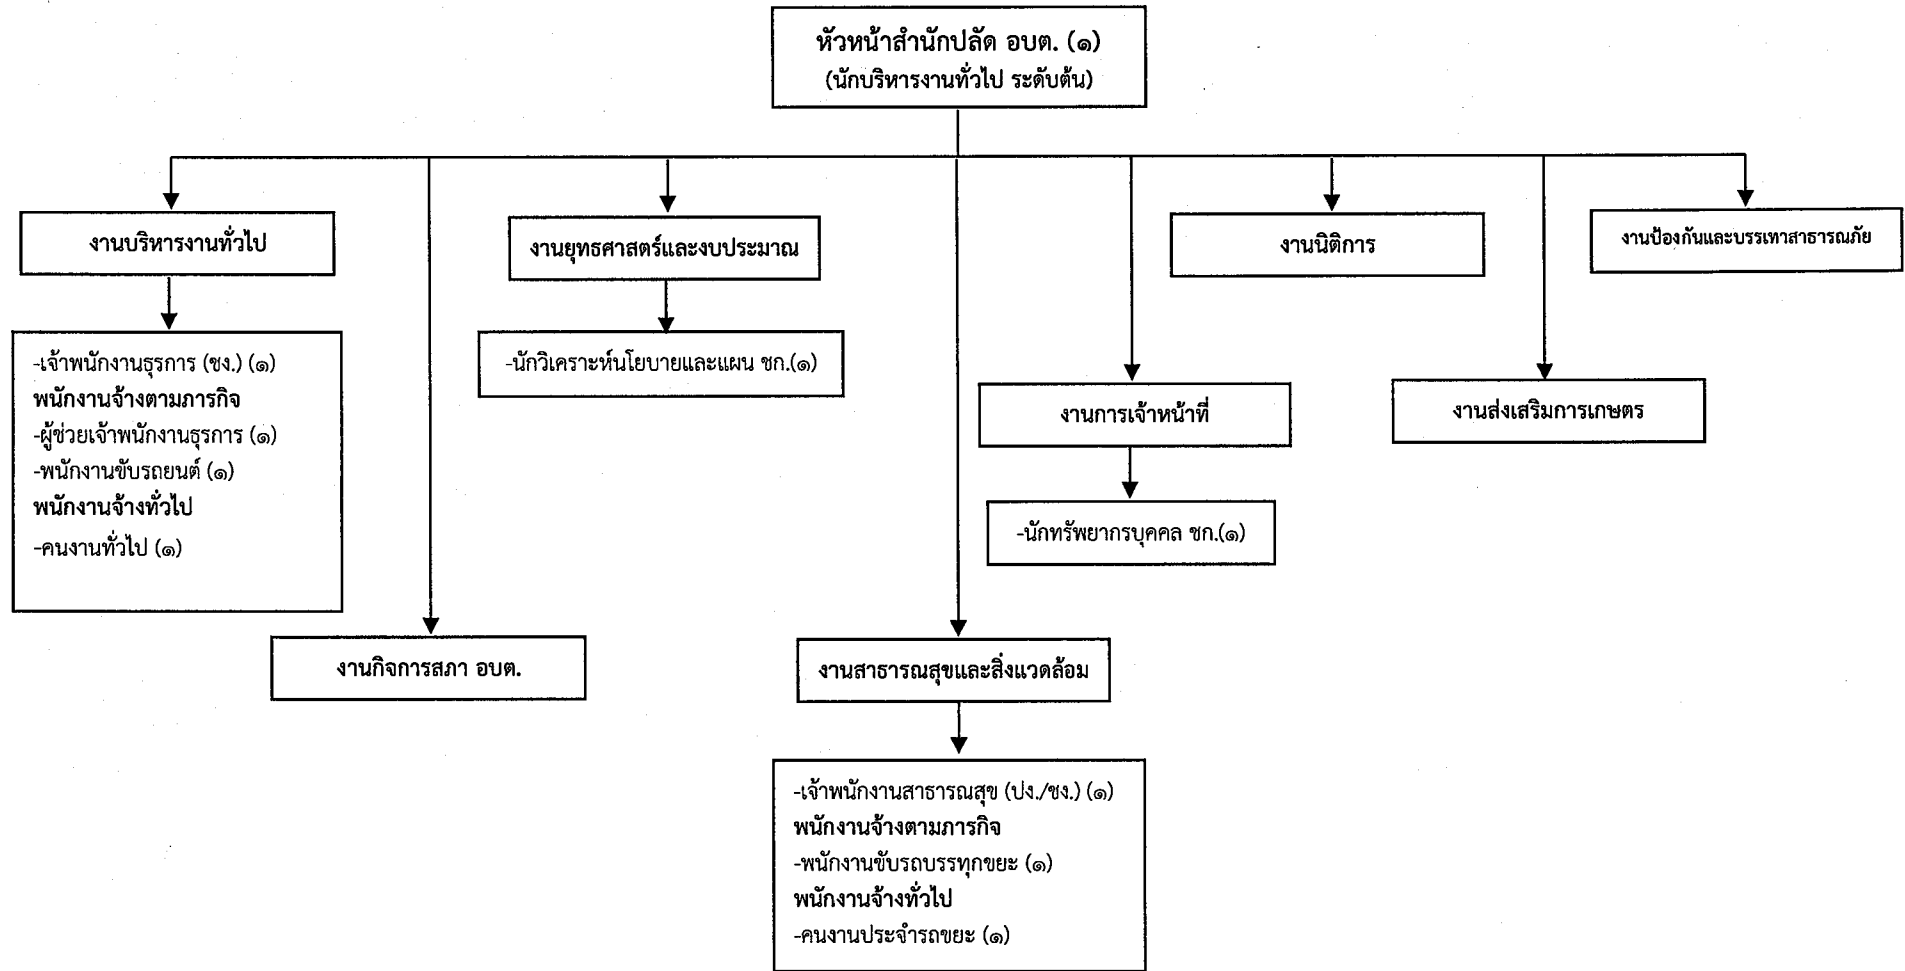 หัวหน้าสำนักปลัด อบต. (๑)
(นักบริหารงานทั่วไป ระดับต้น)
งานบริหารงานทั่วไป
-เจ้าพนักงานธุรการ (ชง.) (๑)
พนักงานจ้างตามภารกิจ
-ผู้ช่วยเจ้าพนักงานธุรการ (๑)
-พนักงานขับรถยนต์ (๑)
พนักงานจ้างทั่วไป
-คนงานทั่วไป (๑)
งานกิจการสภา อบต.
งานยุทธศาสตร์และงบประมาณ
-นักวิเคราะห์นโยบายและแผน ชก.(๑)
งานสาธารณสุขและสิ่งแวดล้อม
-เจ้าพนักงานสาธารณสุข (ปง./ชง.) (๑)
พนักงานจ้างตามภารกิจ
-พนักงานขับรถบรรทุกขยะ (๑)
พนักงานจ้างทั่วไป
-คนงานประจำรถขยะ (๑)
งานการเจ้าหน้าที่
-นักทรัพยากรบุคคล ชก.(๑)
งานนิติการ
งานส่งเสริมการเกษตร
งานป้องกันและบรรเทาสาธารณภัย